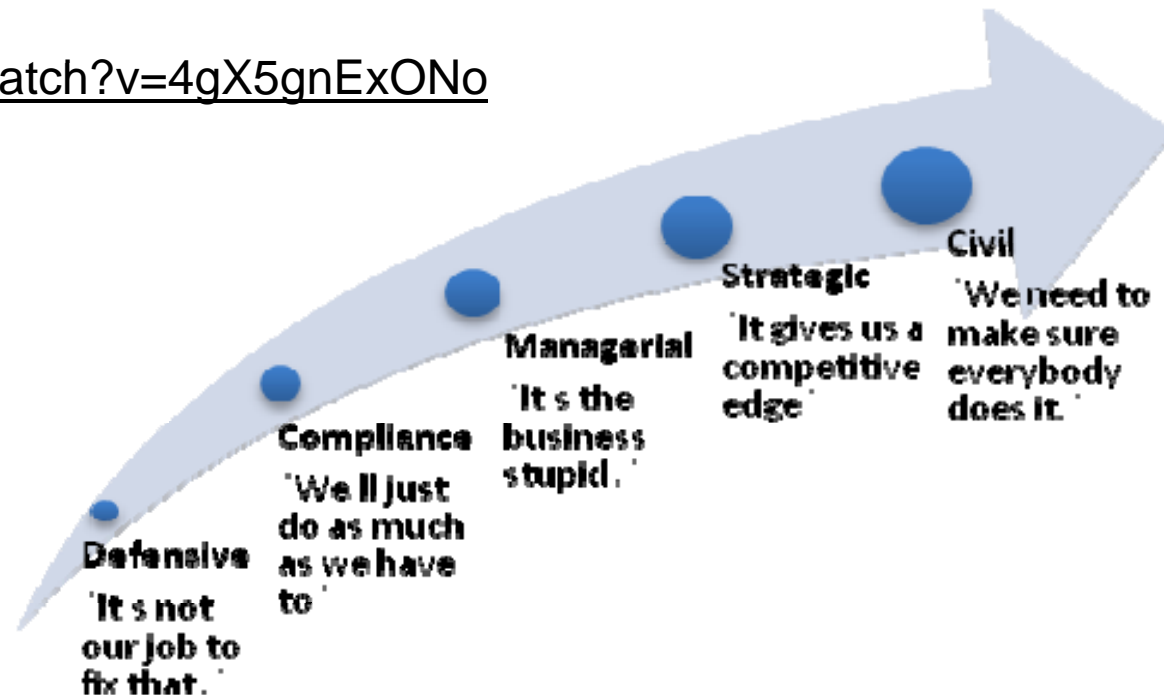 atch?v=4gX5gnExONo
Defensive
'It s not
our job to
fix that. '
Compliance
'We ll just
do as much
as we have
to '
Managerial
'It s the
business
stupid. '
Strategic
'It gives us a
competitive
edge '
Civil
'We need to
make sure
everybody
does it. '